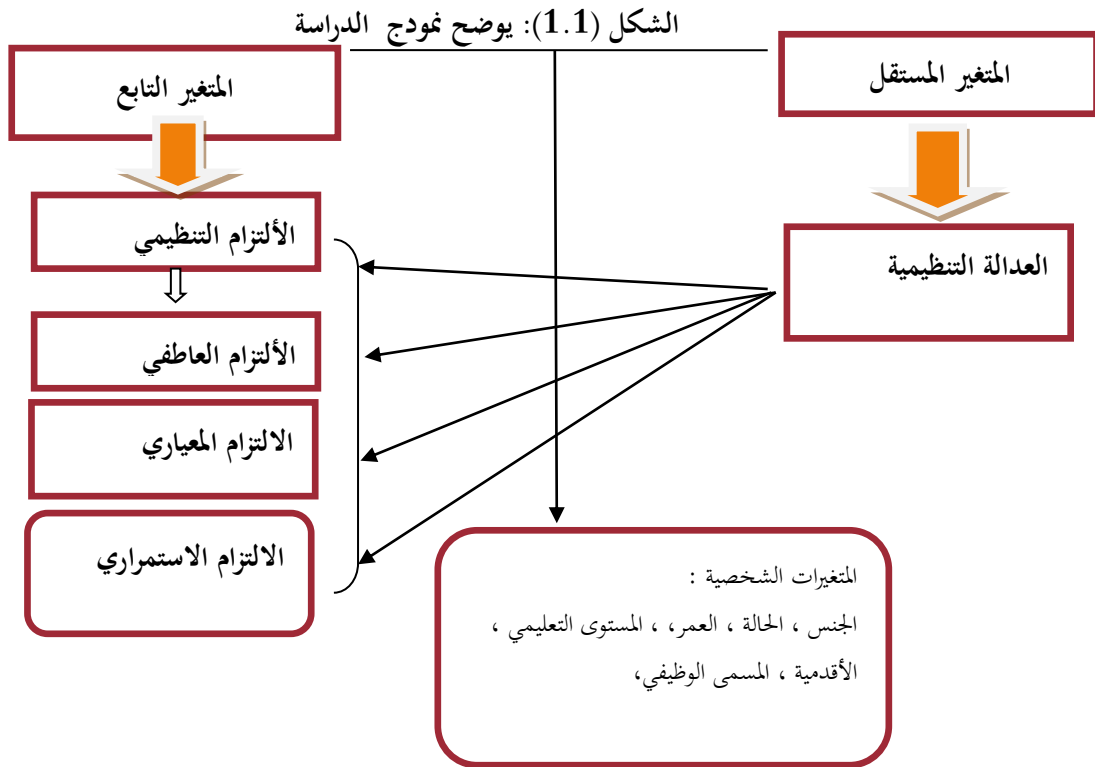 الشكل (1.1): يوضح نموذج الدراسة
المتغير المستقل
المتغير التابع
العدالة التنظيمية
الألتزام التنظيمي
الألتزام العاطفي
الالتزام المعياري
الالتزام الاستمراري
المتغيرات الشخصية :
الجنس ، الحالة ، العمر، ، المستوى التعليمي ،
الأقدمية ، المسمى الوظيفي،